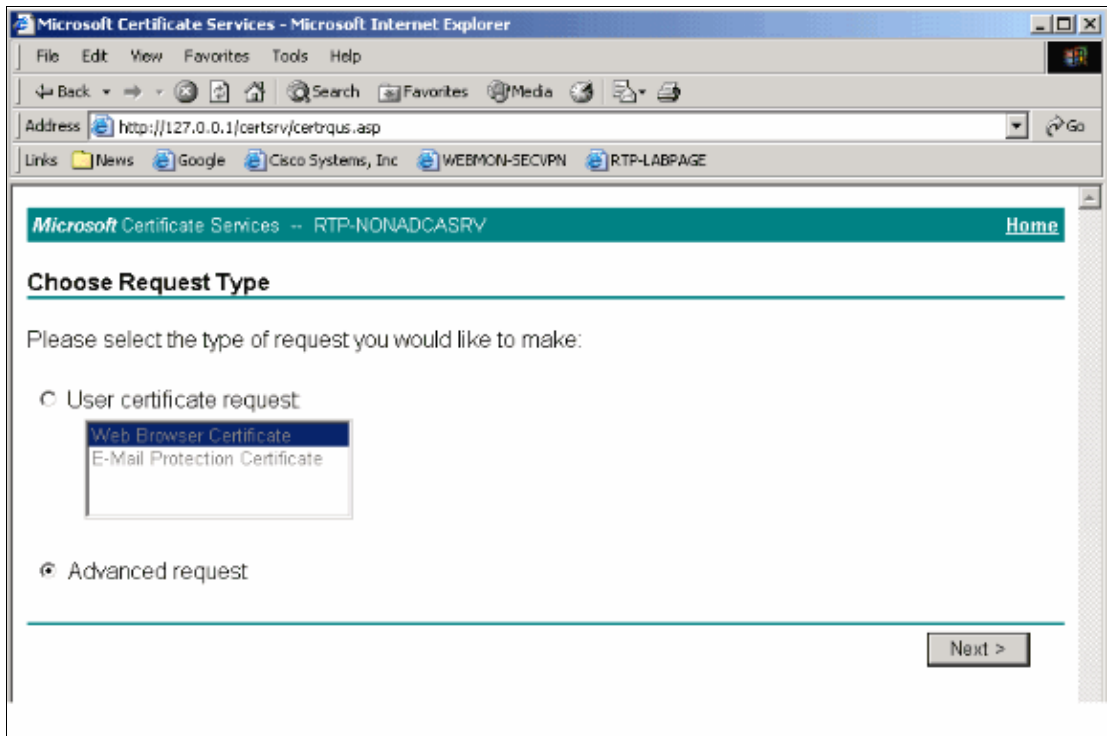 Microsoft Certificate Services - Microsoft Internet Explorer
File Edit View Favorites Tools Help
Back Search Favorites Media
Address http://127.0.0.1/certsrv/certrqus.asp Go
Links News Google Cisco Systems, Inc WEBMON-SECVPN RTP-LABPAGE
Microsoft Certificate Services -- RTP-NONADCASRV Home
Choose Request Type
Please select the type of request you would like to make:
User certificate request:
Web Browser Certificate
E-Mail Protection Certificate
Advanced request
Next >